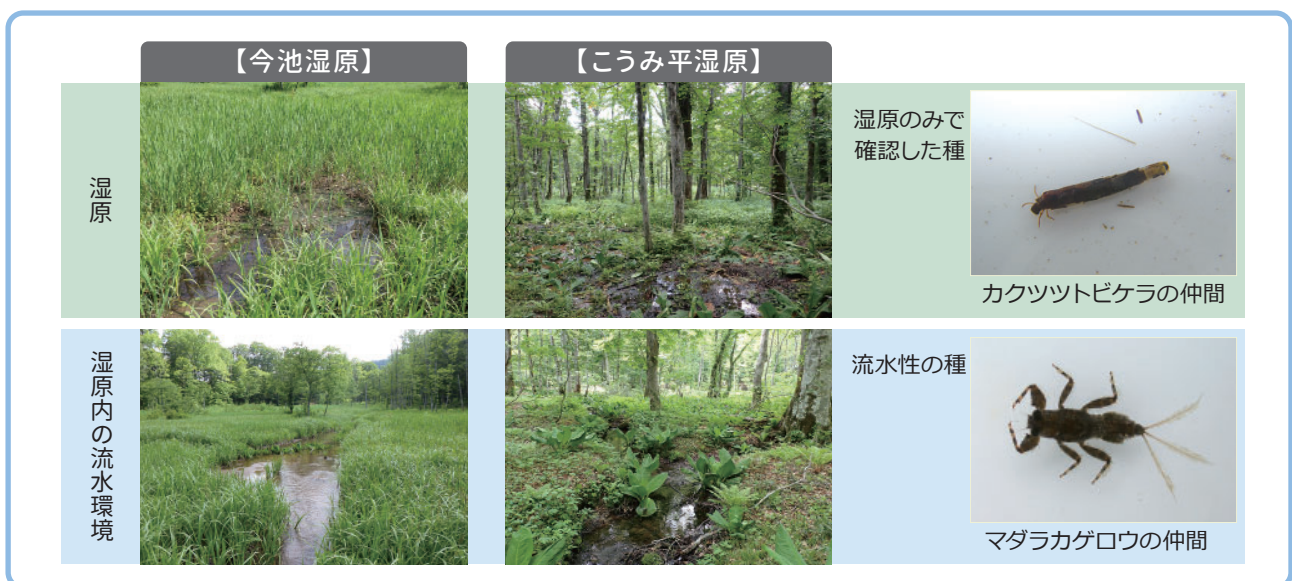 【今池湿原】
【こうみ平湿原】
湿原
湿原のみで
確認した種
カクツツトビケラの仲間
湿原内の流水環境
流水性の種
マダラカゲロウの仲間